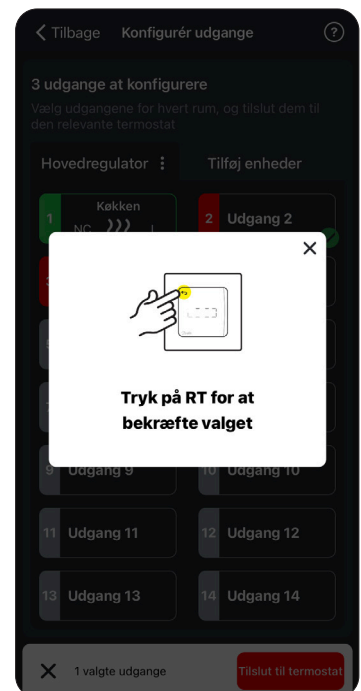 Tilbage Konfigurér udgange ?
3 udgange at konfigurere
Vælg udgangene for hvert rum, og tilslut dem til
den relevante termostat
Hovedregulator Tilføj enheder
Køkken
1 NC 2 Udgang 2
Tryk på RT for at
bekræfte valget
9 Udgang 9 10 Udgang 10
11 Udgang 11 12 Udgang 12
13 Udgang 13 14 Udgang 14
1 valgte udgange Tilslut til termostat